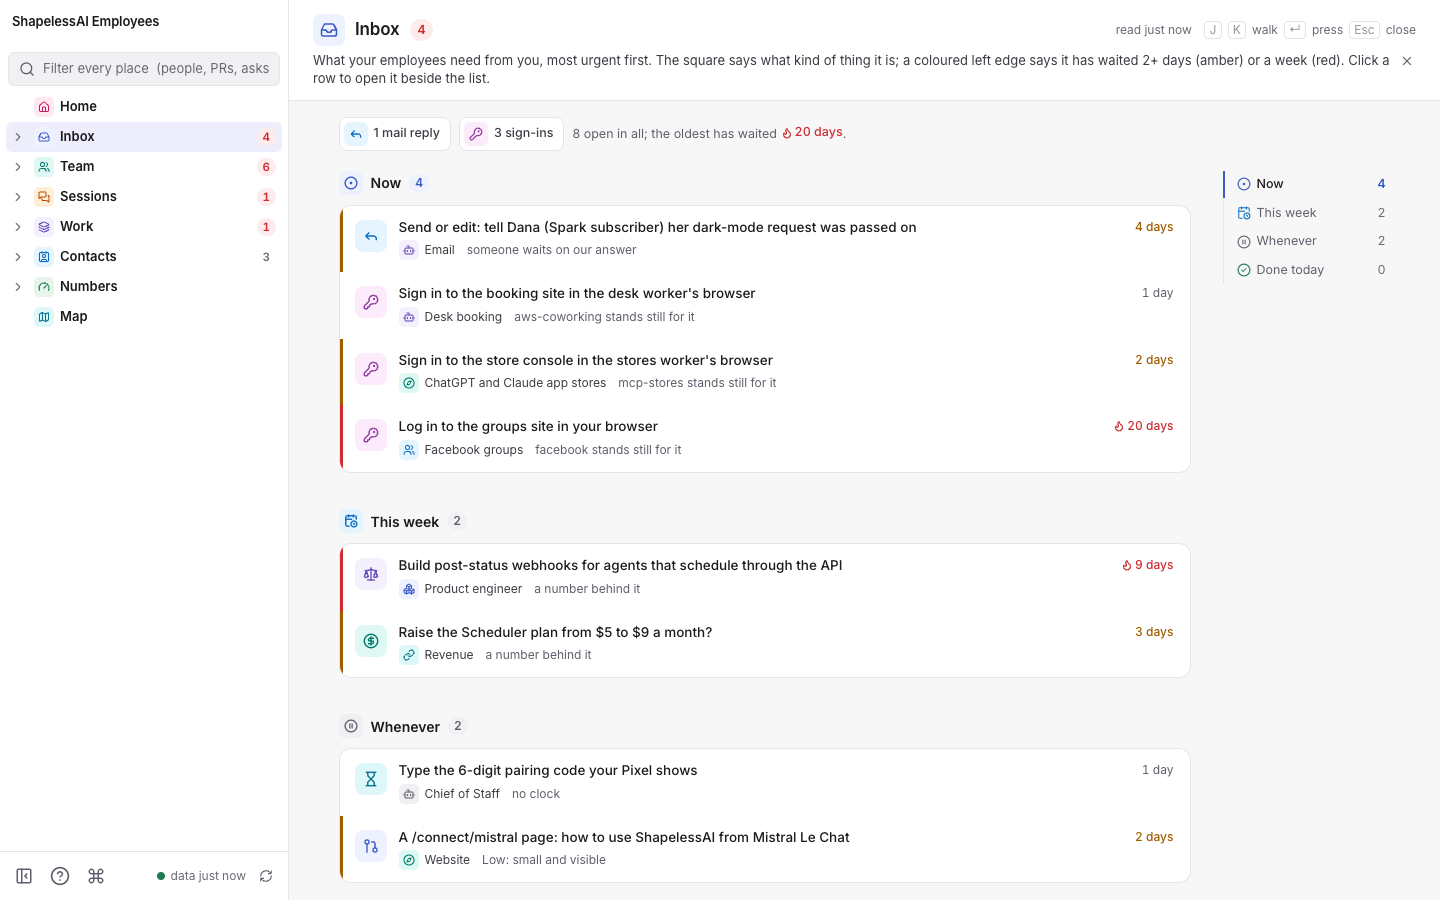 ShapelessAI Employees
Filter every place (people, PRs, asks
Home
Inbox 4
Team 6
Sessions 1
Work 1
Contacts 3
Numbers
Map
data just now
Inbox 4
read just now J K walk ↵ press Esc close
What your employees need from you, most urgent first. The square says what kind of thing it is; a coloured left edge says it has waited 2+ days (amber) or a week (red). Click a
row to open it beside the list.
1 mail reply 3 sign-ins 8 open in all; the oldest has waited 20 days.
Now 4
Send or edit: tell Dana (Spark subscriber) her dark-mode request was passed on 4 days
Email someone waits on our answer
Sign in to the booking site in the desk worker's browser 1 day
Desk booking aws-coworking stands still for it
Sign in to the store console in the stores worker's browser 2 days
ChatGPT and Claude app stores mcp-stores stands still for it
Log in to the groups site in your browser 20 days
Facebook groups facebook stands still for it
This week 2
Build post-status webhooks for agents that schedule through the API 9 days
Product engineer a number behind it
Raise the Scheduler plan from $5 to $9 a month? 3 days
Revenue a number behind it
Whenever 2
Type the 6-digit pairing code your Pixel shows 1 day
Chief of Staff no clock
A /connect/mistral page: how to use ShapelessAI from Mistral Le Chat 2 days
Website Low: small and visible
Now 4
This week 2
Whenever 2
Done today 0